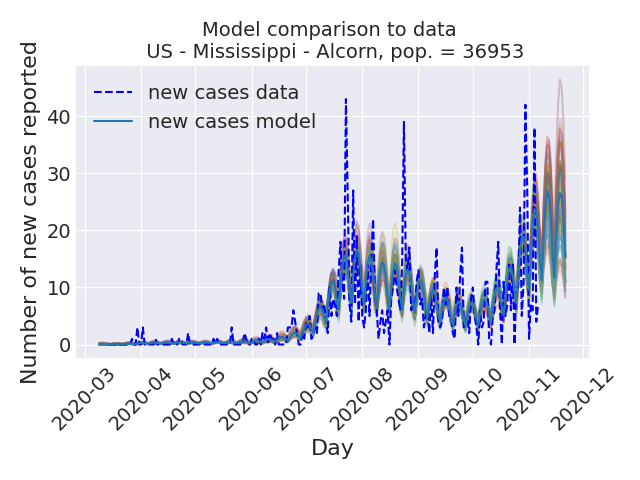 Model comparison to data
US - Mississippi - Alcorn, pop. = 36953
Number of new cases reported
new cases data
new cases model
40
30
20
10
0
2020-03
2020-04
2020-05
2020-06
2020-07
2020-08
2020-09
2020-10
2020-11
2020-12
Day